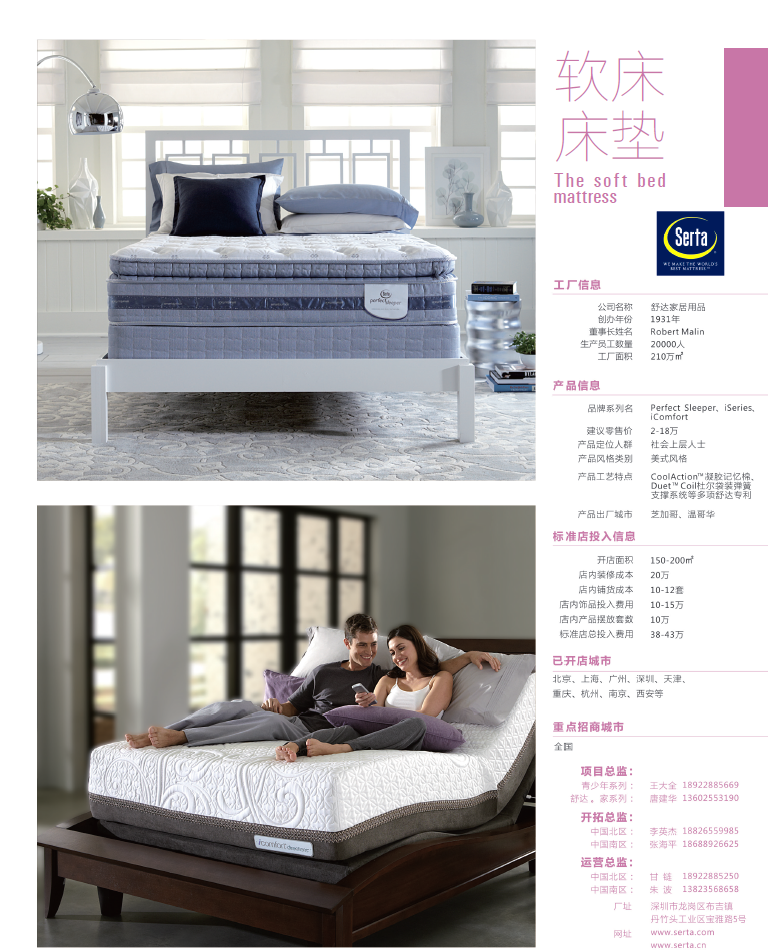 软床
床垫
The soft bed
mattress
Serta
WE MAKE THE WORLD'S
BEST MATTRESS™
工厂信息
公司名称 舒达家居用品
创办年份 1931年
董事长姓名 Robert Malin
生产员工数量 20000人
工厂面积 210万㎡
产品信息
品牌系列名 Perfect Sleeper、iSeries、
iComfort
建议零售价 2-18万
产品定位人群 社会上层人士
产品风格类别 美式风格
产品工艺特点 CoolAction™凝胶记忆棉、
Duet™Coil杜尔袋装弹簧
支撑系统等多项舒达专利
产品出厂城市 芝加哥、温哥华
标准店投入信息
开店面积 150-200㎡
店内装修成本 20万
店内铺货成本 10-12套
店内饰品投入费用 10-15万
店内产品摆放套数 10万
标准店总投入费用 38-43万
已开店城市
北京、上海、广州、深圳、天津、
重庆、杭州、南京、西安等
重点招商城市
全国
项目总监：
青少年系列： 王大全 18922885669
舒达。家系列： 唐建华 13602553190
开拓总监：
中国北区： 李英杰 18826559985
中国南区： 张海平 18688926625
运营总监：
中国北区： 甘 链 18922885250
中国南区： 朱 波 13823568658
厂址 深圳市龙岗区布吉镇
丹竹头工业区宝雅路5号
网址 www.serta.com
www.serta.cn
Serta
perfect sleeper
icomfort